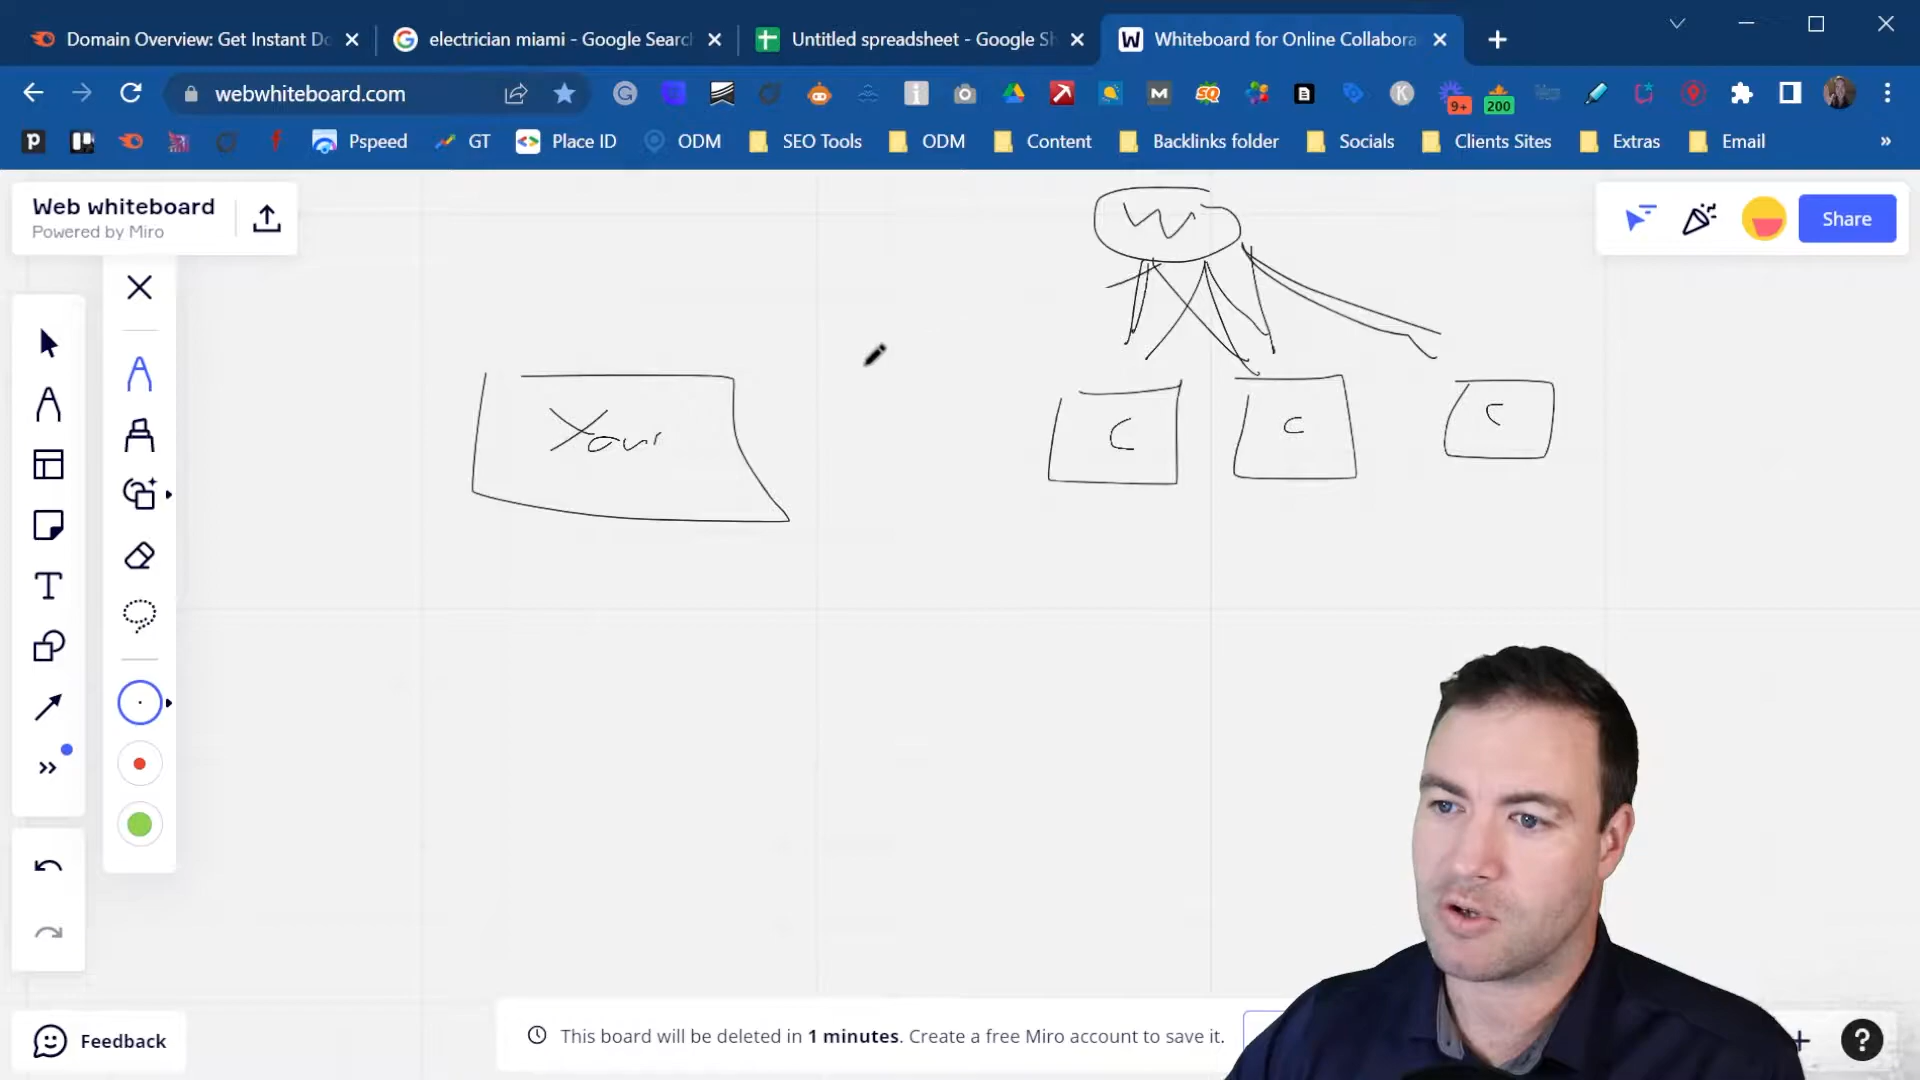 Domain Overview: Get Instant Do
electrician miami - Google Searc
Untitled spreadsheet - Google Sh
W Whiteboard for Online Collabora
webwhiteboard.com
9+
200
Pspeed
GT
Place ID
ODM
SEO Tools
ODM
Content
Backlinks folder
Socials
Clients Sites
Extras
Email
Web whiteboard
Powered by Miro
Share
W
Your
C
C
C
This board will be deleted in 1 minutes. Create a free Miro account to save it.
Feedback